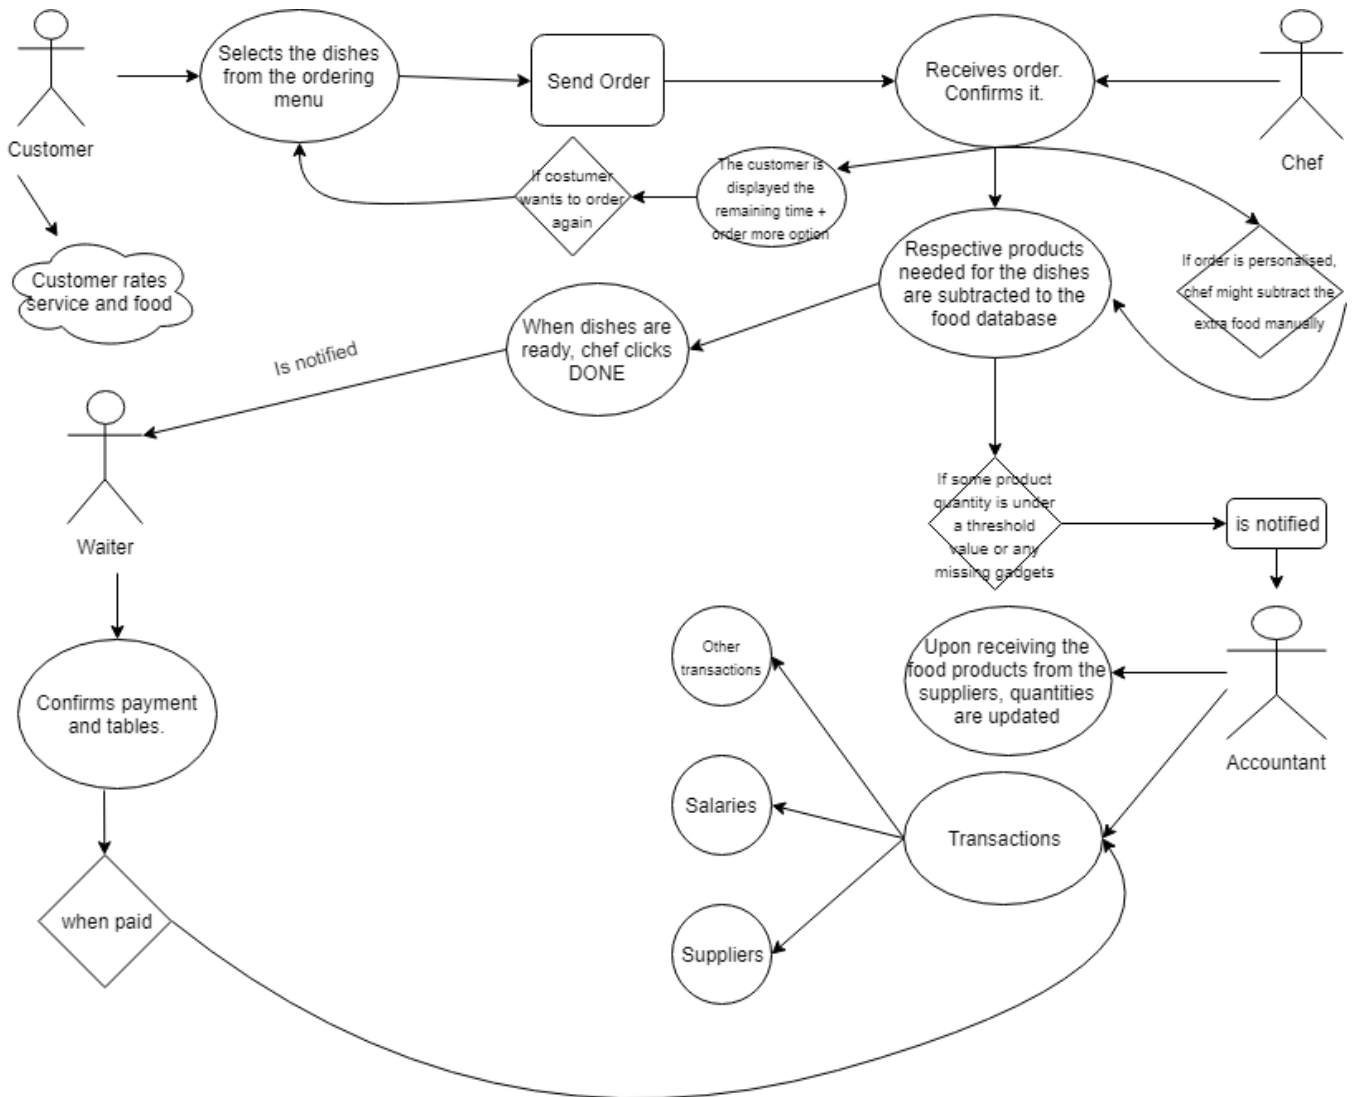 Selects the dishes
from the ordering
menu
Send Order
Receives order.
Confirms it.
Customer
Chef
If costumer
wants to order
again
The customer is
displayed the
remaining time +
order more option
Respective products
needed for the dishes
are subtracted to the
food database
If order is personalised,
chef might subtract the
extra food manually
Customer rates
service and food
When dishes are
ready, chef clicks
DONE
Is notified
Waiter
If some product
quantity is under
a threshold
value or any
missing gadgets
is notified
Other
transactions
Upon receiving the
food products from the
suppliers, quantities
are updated
Accountant
Confirms payment
and tables.
Salaries
Transactions
when paid
Suppliers